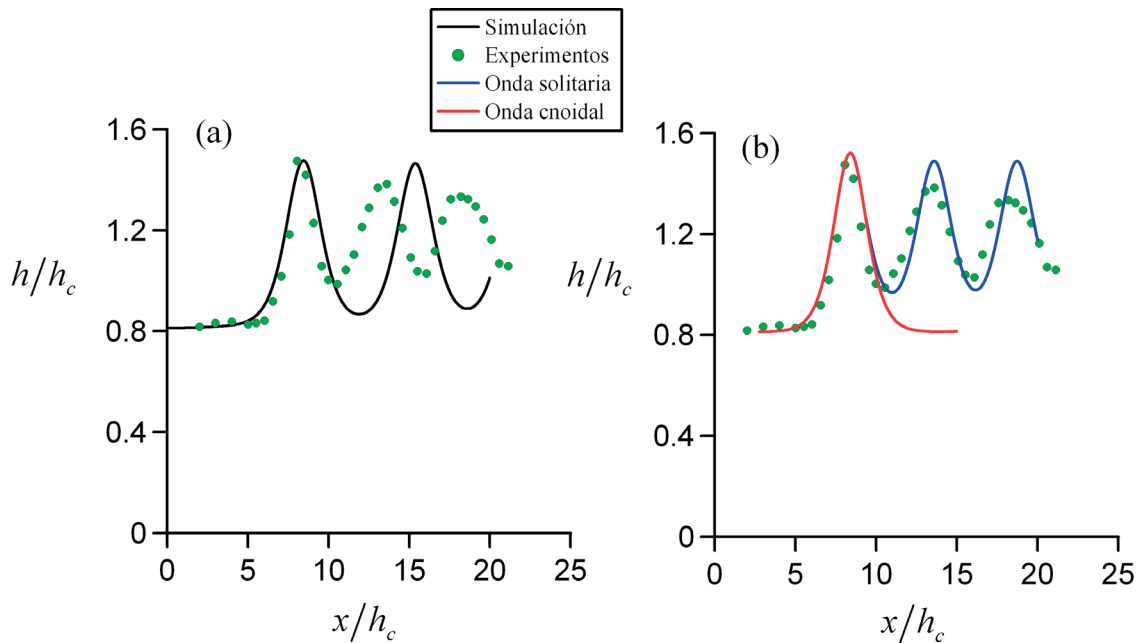 Simulación
Experimentos
Onda solitaria
Onda cnoidal
(a)
1.6
1.2
0.8
0.4
0
h/h_c
0 5 10 15 20 25
x/h_c
(b)
1.6
1.2
0.8
0.4
0
h/h_c
0 5 10 15 20 25
x/h_c